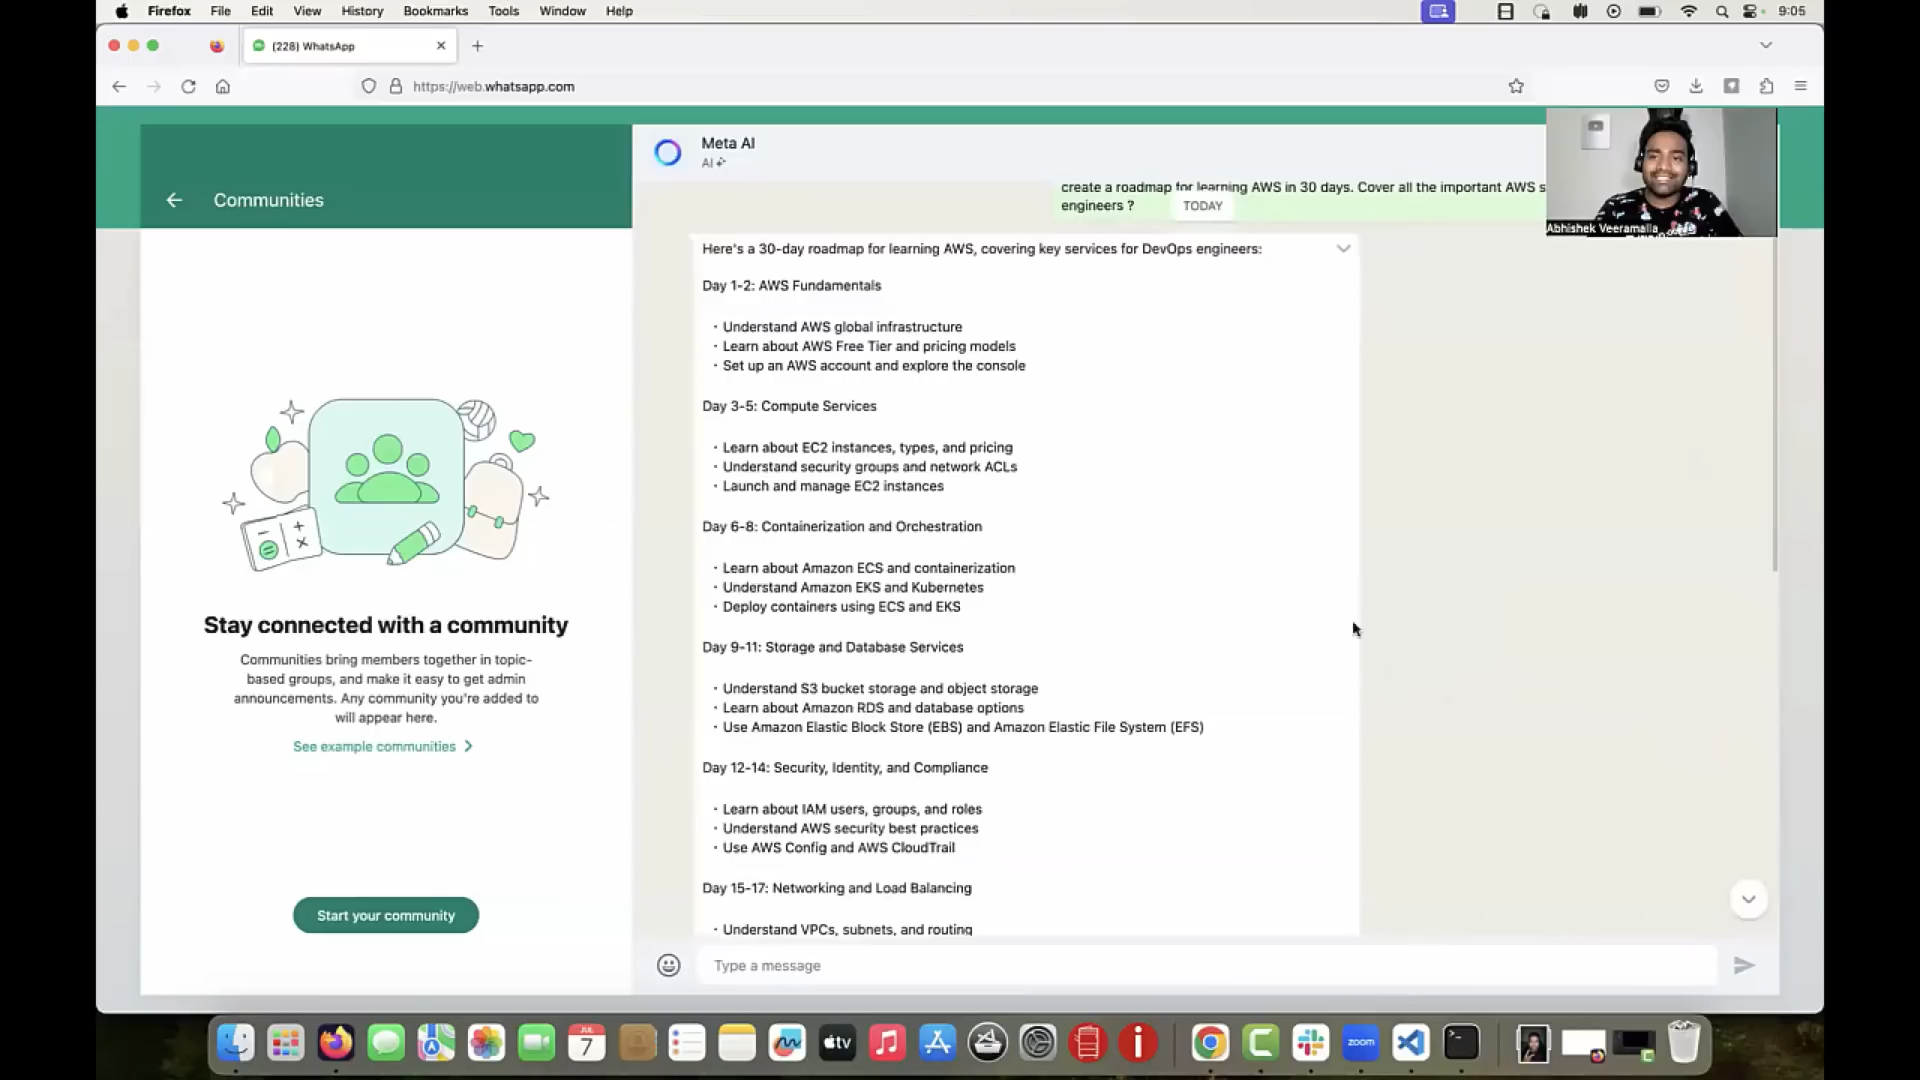 Firefox File Edit View History Bookmarks Tools Window Help 9:05
(228) WhatsApp
https://web.whatsapp.com
Communities
Stay connected with a community
Communities bring members together in topic-
based groups, and make it easy to get admin
announcements. Any community you're added to
will appear here.
See example communities
Start your community
Meta AI
AI
create a roadmap for learning AWS in 30 days. Cover all the important AWS s
engineers ?
TODAY
Abhishek Veeramalla
Here's a 30-day roadmap for learning AWS, covering key services for DevOps engineers:
Day 1-2: AWS Fundamentals
· Understand AWS global infrastructure
· Learn about AWS Free Tier and pricing models
· Set up an AWS account and explore the console
Day 3-5: Compute Services
· Learn about EC2 instances, types, and pricing
· Understand security groups and network ACLs
· Launch and manage EC2 instances
Day 6-8: Containerization and Orchestration
· Learn about Amazon ECS and containerization
· Understand Amazon EKS and Kubernetes
· Deploy containers using ECS and EKS
Day 9-11: Storage and Database Services
· Understand S3 bucket storage and object storage
· Learn about Amazon RDS and database options
· Use Amazon Elastic Block Store (EBS) and Amazon Elastic File System (EFS)
Day 12-14: Security, Identity, and Compliance
· Learn about IAM users, groups, and roles
· Understand AWS security best practices
· Use AWS Config and AWS CloudTrail
Day 15-17: Networking and Load Balancing
· Understand VPCs, subnets, and routing
Type a message
JUL
7
tv
zoom